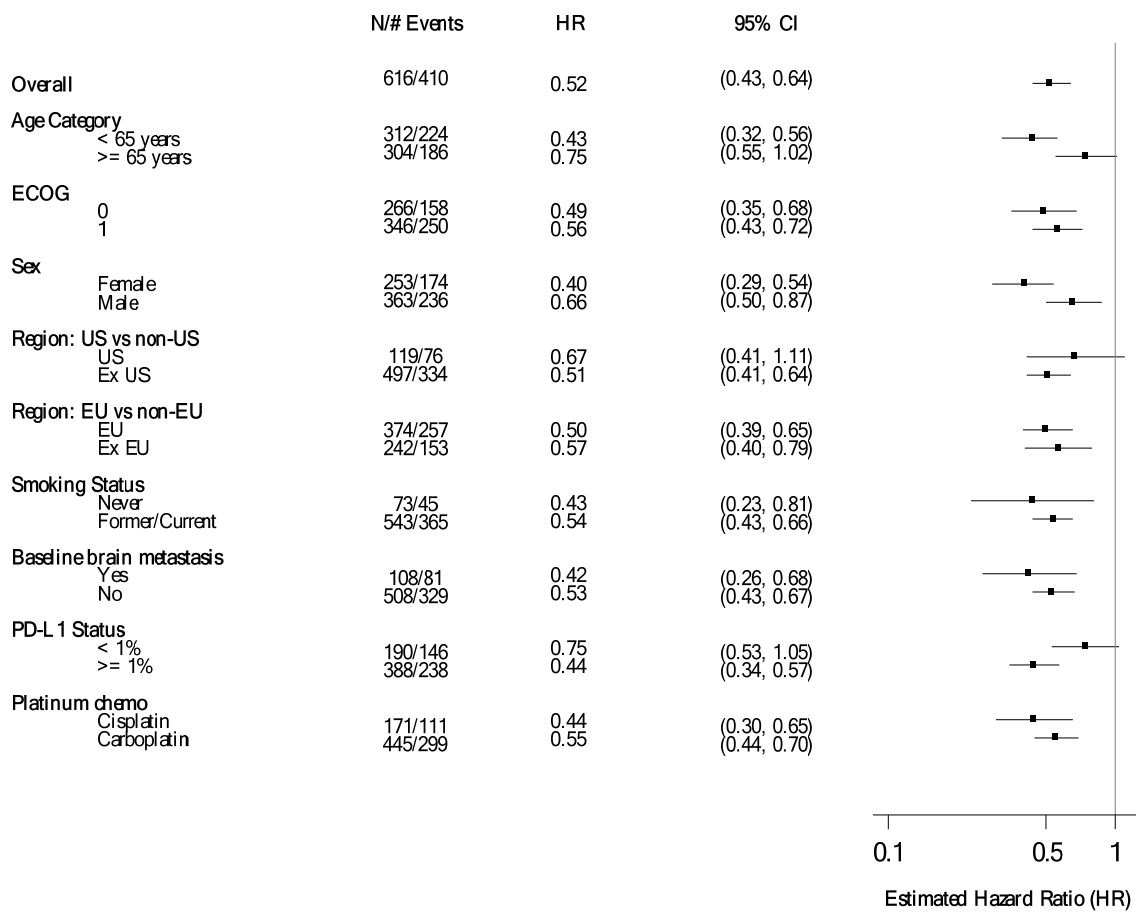 N/# Events HR 95% CI
Overall 616/410 0.52 (0.43, 0.64)
Age Category
< 65 years 312/224 0.43 (0.32, 0.56)
>= 65 years 304/186 0.75 (0.55, 1.02)
ECOG
0 266/158 0.49 (0.35, 0.68)
1 346/250 0.56 (0.43, 0.72)
Sex
Female 253/174 0.40 (0.29, 0.54)
Male 363/236 0.66 (0.50, 0.87)
Region: US vs non-US
US 119/76 0.67 (0.41, 1.11)
Ex US 497/334 0.51 (0.41, 0.64)
Region: EU vs non-EU
EU 374/257 0.50 (0.39, 0.65)
Ex EU 242/153 0.57 (0.40, 0.79)
Smoking Status
Never 73/45 0.43 (0.23, 0.81)
Former/Current 543/365 0.54 (0.43, 0.66)
Baseline brain metastasis
Yes 108/81 0.42 (0.26, 0.68)
No 508/329 0.53 (0.43, 0.67)
PD-L1 Status
< 1% 190/146 0.75 (0.53, 1.05)
>= 1% 388/238 0.44 (0.34, 0.57)
Platinum chemo
Cisplatin 171/111 0.44 (0.30, 0.65)
Carboplatin 445/299 0.55 (0.44, 0.70)
0.1 0.5 1
Estimated Hazard Ratio (HR)